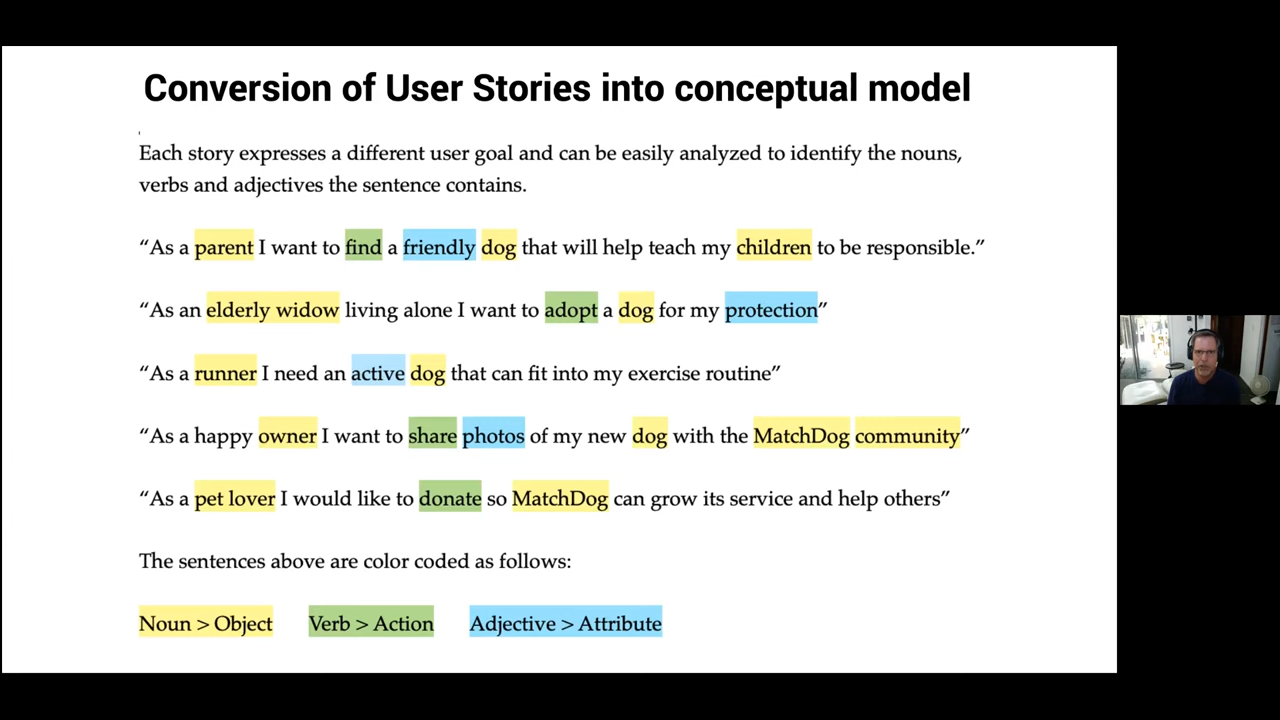 Conversion of User Stories into conceptual model
Each story expresses a different user goal and can be easily analyzed to identify the nouns,
verbs and adjectives the sentence contains.
“As a parent I want to find a friendly dog that will help teach my children to be responsible.”
“As an elderly widow living alone I want to adopt a dog for my protection”
“As a runner I need an active dog that can fit into my exercise routine”
“As a happy owner I want to share photos of my new dog with the MatchDog community”
“As a pet lover I would like to donate so MatchDog can grow its service and help others”
The sentences above are color coded as follows:
Noun > Object Verb > Action Adjective > Attribute